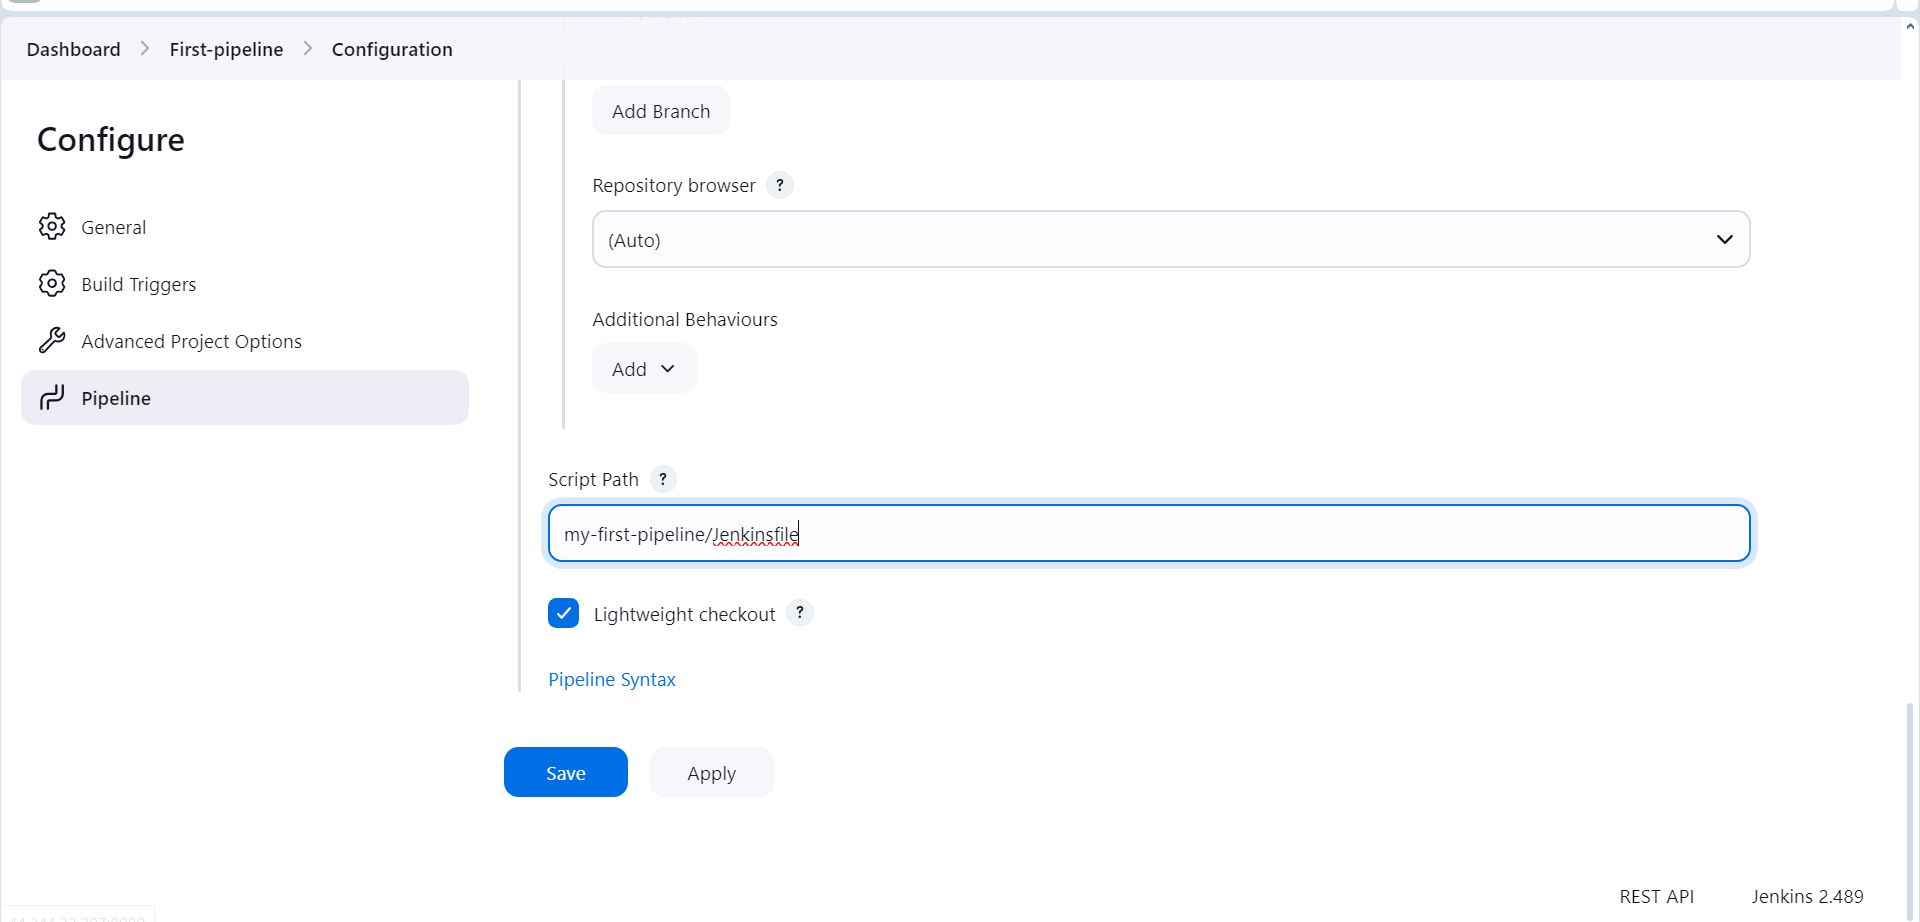 Dashboard > First-pipeline > Configuration
Configure
General
Build Triggers
Advanced Project Options
Pipeline
Add Branch
Repository browser ?
(Auto)
Additional Behaviours
Add
Script Path ?
my-first-pipeline/Jenkinsfile
Lightweight checkout ?
Pipeline Syntax
Save Apply
REST API Jenkins 2.489